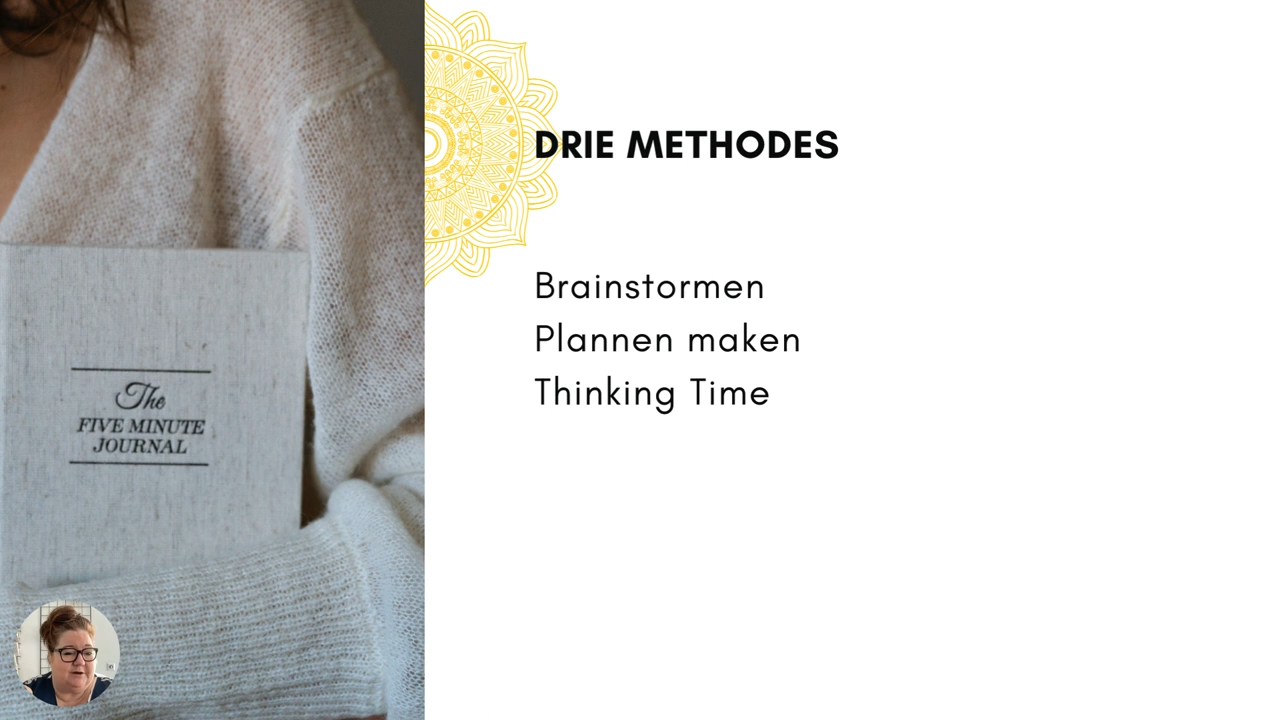 DRIE METHODES
Brainstormen
Plannen maken
Thinking Time
The
FIVE MINUTE
JOURNAL